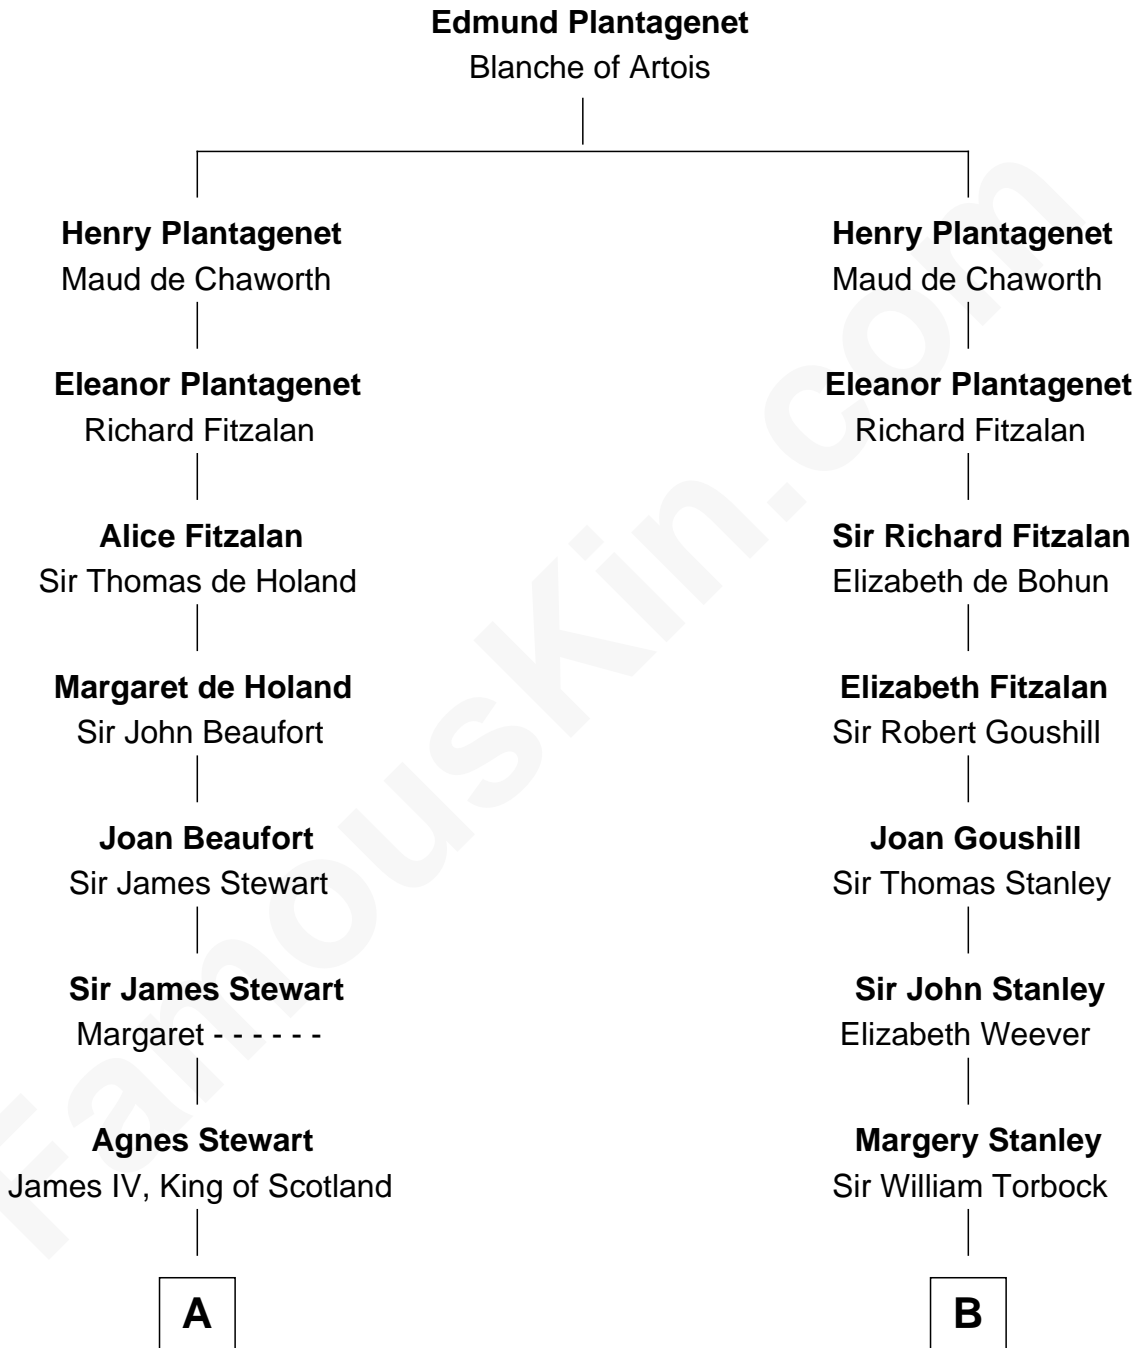 Edmund Plantagenet
Blanche of Artois
Henry Plantagenet
Maud de Chaworth
Henry Plantagenet
Maud de Chaworth
Eleanor Plantagenet
Richard Fitzalan
Eleanor Plantagenet
Richard Fitzalan
Alice Fitzalan
Sir Thomas de Holand
Sir Richard Fitzalan
Elizabeth de Bohun
Margaret de Holand
Sir John Beaufort
Elizabeth Fitzalan
Sir Robert Goushill
Joan Beaufort
Sir James Stewart
Joan Goushill
Sir Thomas Stanley
Sir James Stewart
Margaret - - - - - -
Sir John Stanley
Elizabeth Weever
Agnes Stewart
James IV, King of Scotland
Margery Stanley
Sir William Torbock
A
B
FamousKin.com